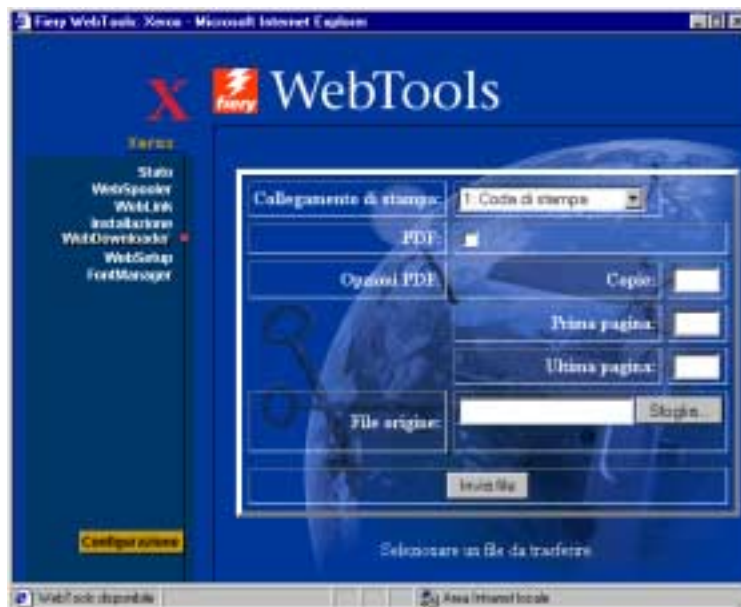 Fiery WebTools: Xerox - Microsoft Internet Explorer
X
fiery
WebTools
Xerox
Stato
WebSpooler
WebLink
Installazione
WebDownloader
WebSetup
FontManager
Collegamento di stampa: 1: Coda di stampa
PDF:
Opzioni PDF: Copie:
Prima pagina:
Ultima pagina:
File origine: Sfoglia...
Invia file
Configurazione
Selezionare un file da trasferire.
WebTools disponibile Area Intranet locale